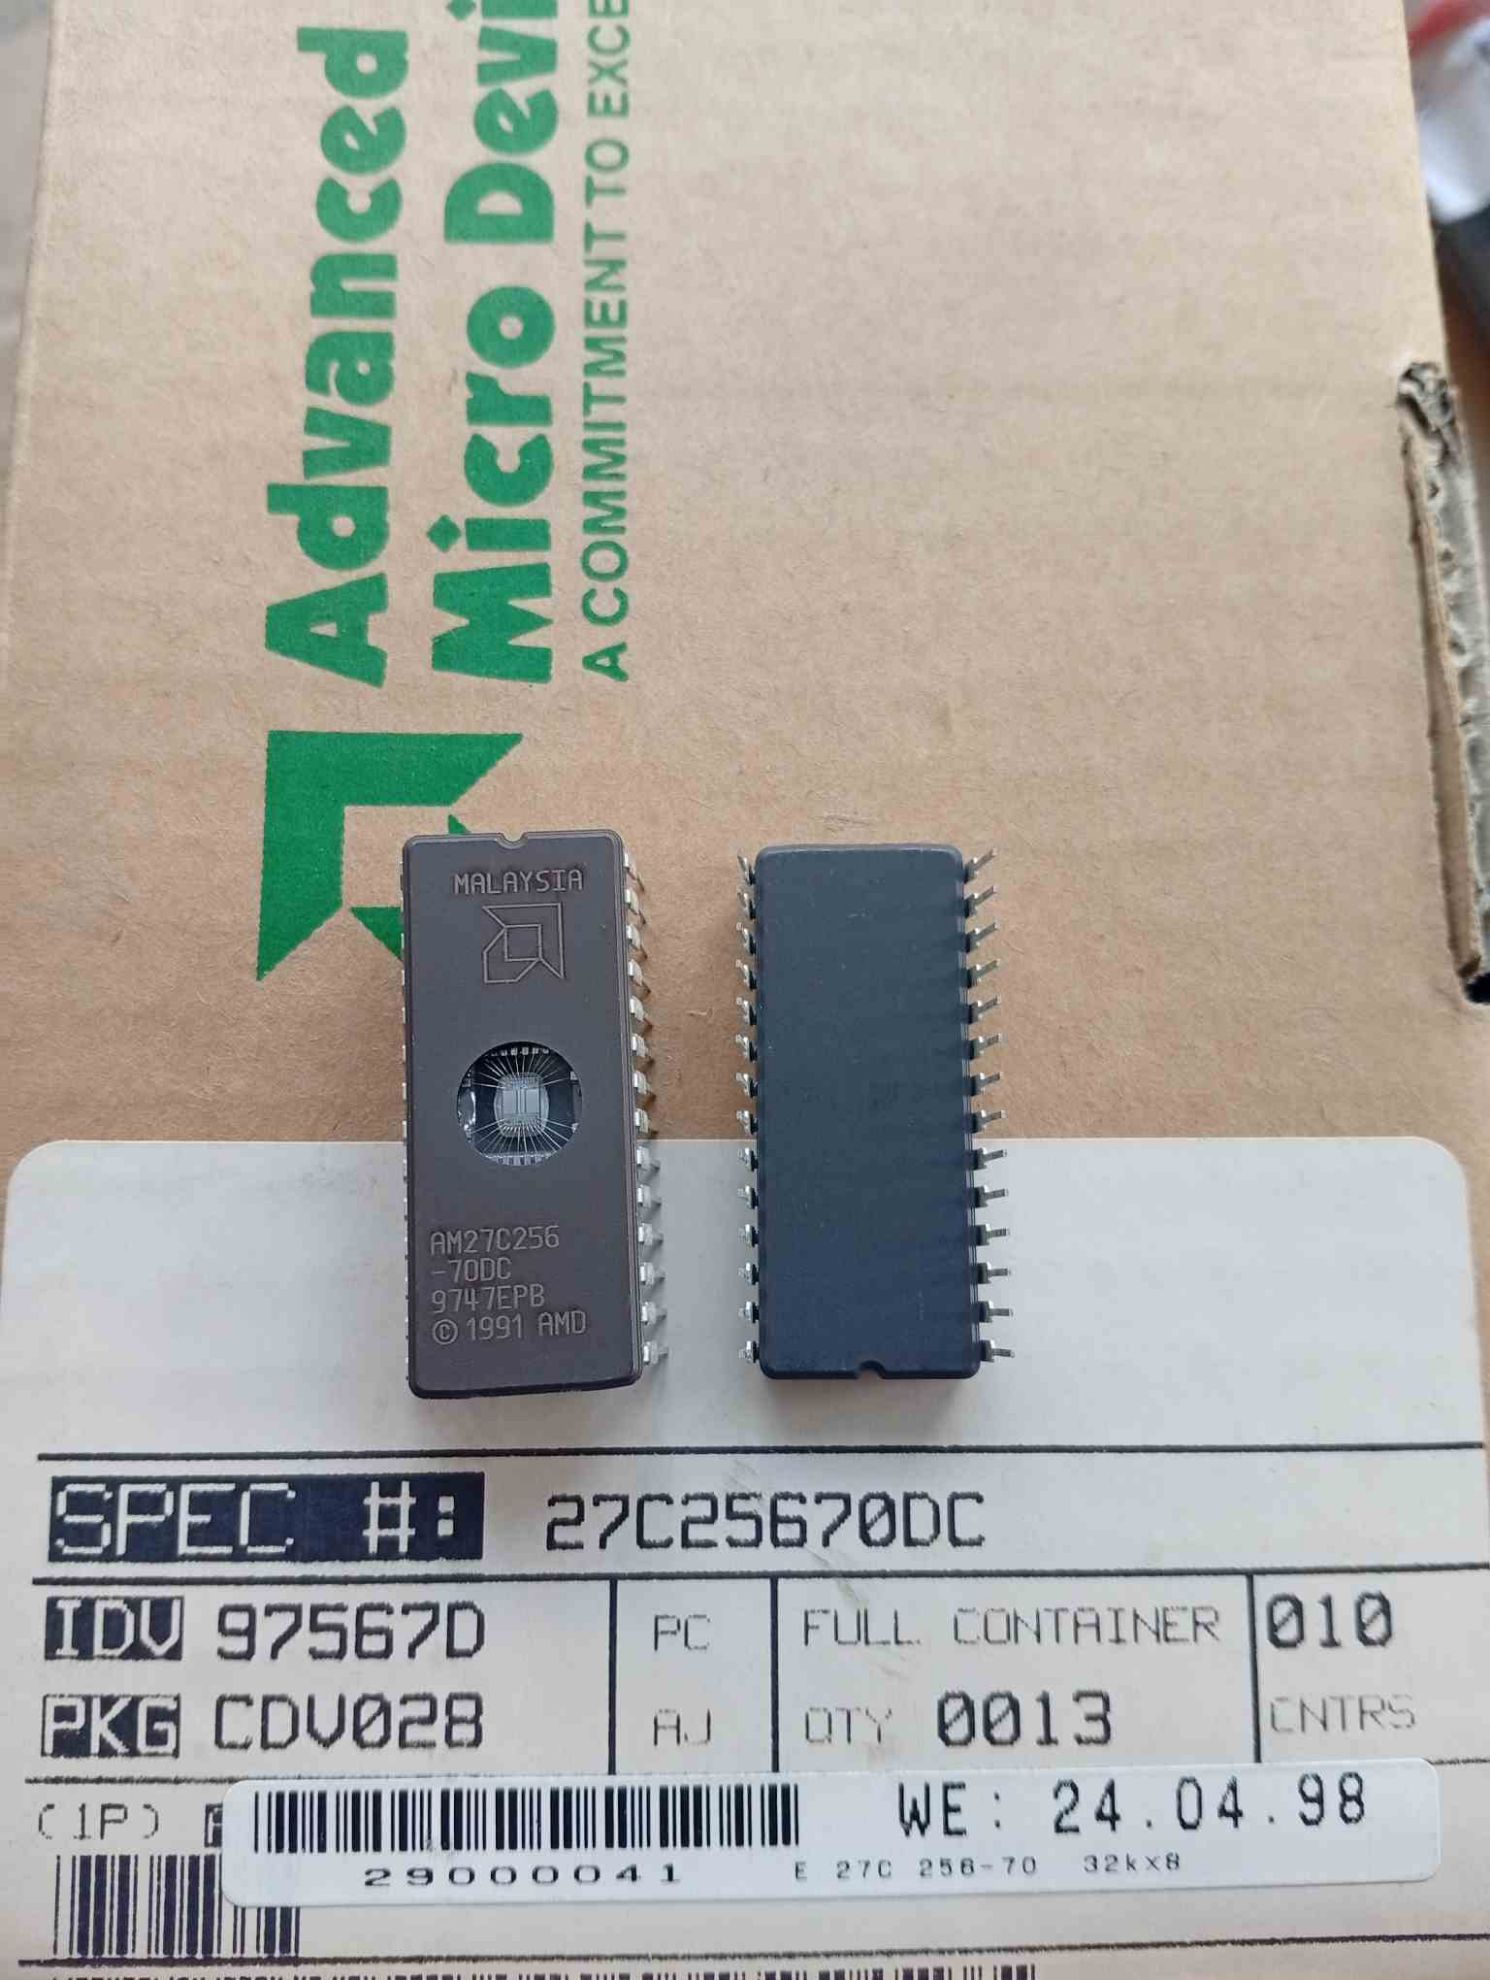 Advanced
Micro Devi
A COMMITMENT TO EXCE
MALAYSIA
AM27C256
-70DC
9747EPB
© 1991 AMD
SPEC #: 27C25670DC
IDV 97567D
PC
FULL CONTAINER
010
PKG CDV028
AJ
QTY 0013
CNTRS
(1P)
WE: 24.04.98
29000041
E 27C 256-70 32kx8